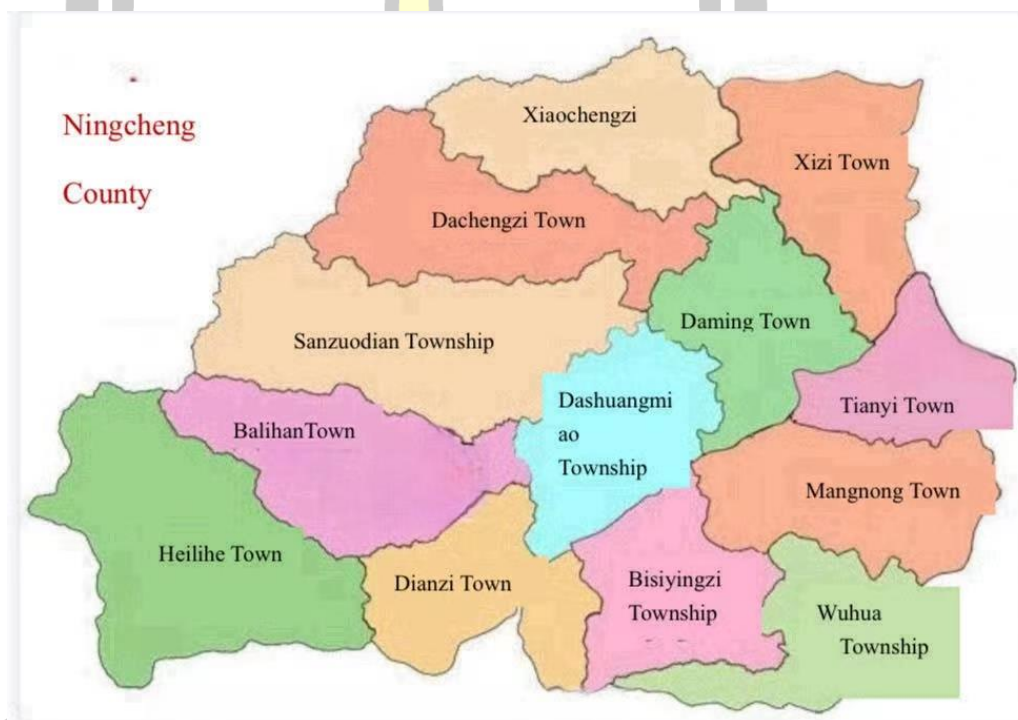 Ningcheng
County
Xiaochengzi
Xizi Town
Dachengzi Town
Daming Town
Sanzuodian Township
Dashuangmi
ao
Township
Tianyi Town
BalihanTown
Mangnong Town
Heilihe Town
Dianzi Town
Bisiyingzi
Township
Wuhua
Township